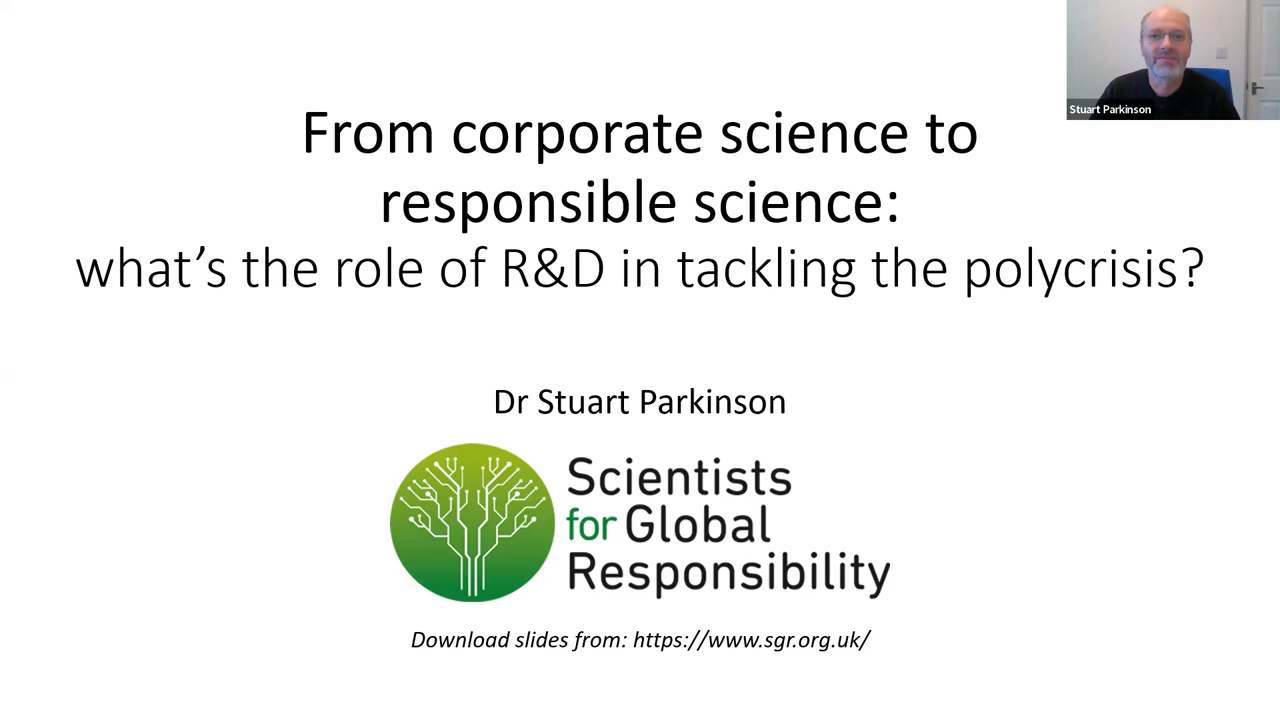 Stuart Parkinson
From corporate science to
responsible science:
what's the role of R&D in tackling the polycrisis?
Dr Stuart Parkinson
Scientists
for Global
Responsibility
Download slides from: https://www.sgr.org.uk/